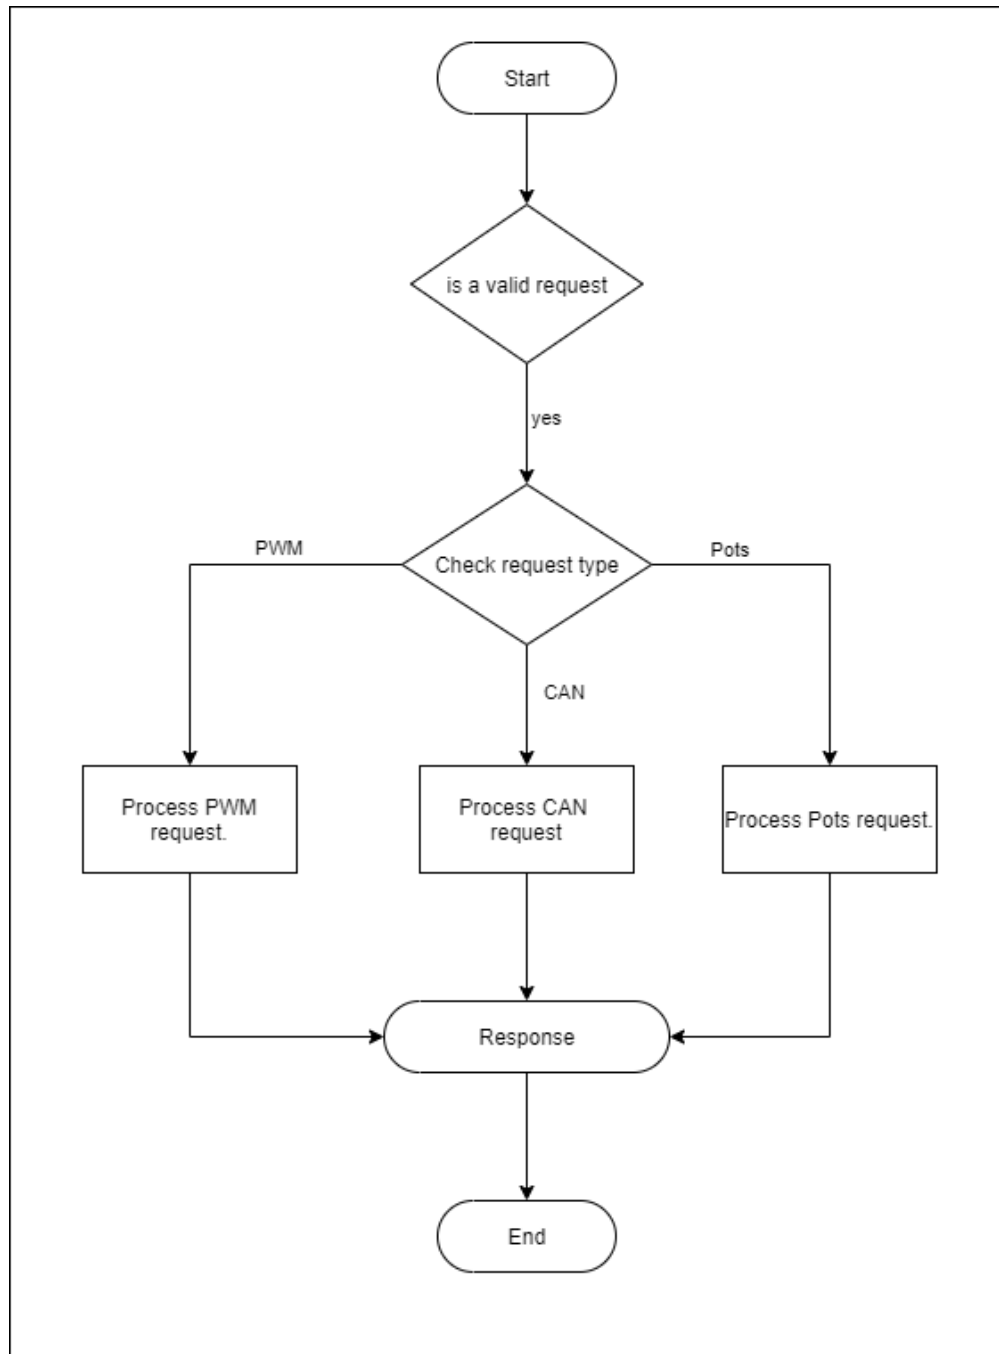 Start
is a valid request
yes
Check request type
PWM
Pots
CAN
Process PWM
request.
Process CAN
request
Process Pots request.
Response
End